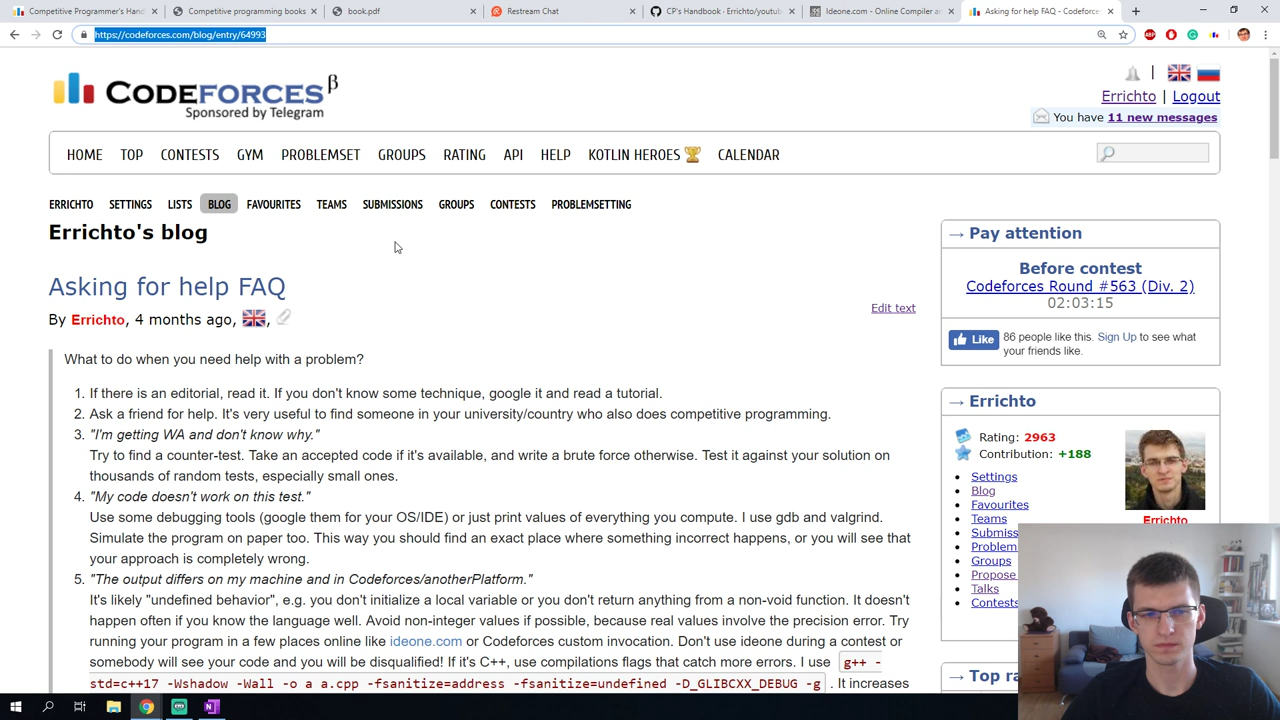 Competitive Programmer's Hand
Competitive programming books
book.pdf
Restream Chat
CP's Handbook · Errichto/youtub
Ideone.com - Online Compiler an
Asking for help FAQ - Codeforces
https://codeforces.com/blog/entry/64993
CODEFORCES β
Sponsored by Telegram
Errichto | Logout
You have 11 new messages
HOME TOP CONTESTS GYM PROBLEMSET GROUPS RATING API HELP KOTLIN HEROES CALENDAR
ERRICHTO SETTINGS LISTS BLOG FAVOURITES TEAMS SUBMISSIONS GROUPS CONTESTS PROBLEMSETTING
Errichto's blog
Asking for help FAQ
By Errichto, 4 months ago,
Edit text
What to do when you need help with a problem?
1. If there is an editorial, read it. If you don't know some technique, google it and read a tutorial.
2. Ask a friend for help. It's very useful to find someone in your university/country who also does competitive programming.
3. "I'm getting WA and don't know why."
Try to find a counter-test. Take an accepted code if it's available, and write a brute force otherwise. Test it against your solution on
thousands of random tests, especially small ones.
4. "My code doesn't work on this test."
Use some debugging tools (google them for your OS/IDE) or just print values of everything you compute. I use gdb and valgrind.
Simulate the program on paper too. This way you should find an exact place where something incorrect happens, or you will see that
your approach is completely wrong.
5. "The output differs on my machine and in Codeforces/anotherPlatform."
It's likely "undefined behavior", e.g. you don't initialize a local variable or you don't return anything from a non-void function. It doesn't
happen often if you know the language well. Avoid non-integer values if possible, because real values involve the precision error. Try
running your program in a few places online like ideone.com or Codeforces custom invocation. Don't use ideone during a contest or
somebody will see your code and you will be disqualified! If it's C++, use compilations flags that catch more errors. I use g++ -
std=c++17 -Wshadow -Wall -o a a.cpp -fsanitize=address -fsanitize=undefined -D_GLIBCXX_DEBUG -g . It increases
→ Pay attention
Before contest
Codeforces Round #563 (Div. 2)
02:03:15
Like
86 people like this. Sign Up to see what
your friends like.
→ Errichto
Rating: 2963
Contribution: +188
Settings
Blog
Favourites
Teams
Submiss
Problem
Groups
Propose
Talks
Contests
Errichto
→ Top ra